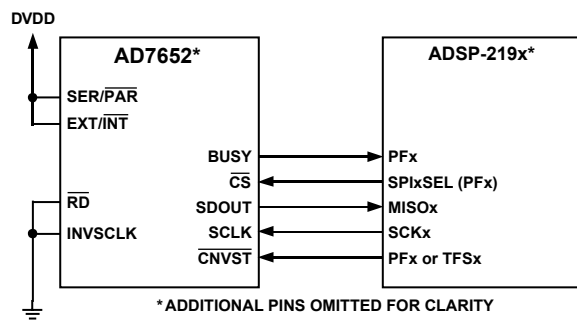 DVDD
AD7652*
ADSP-219x*
SER/PAR
EXT/INT
BUSY
PFx
CS
SPIxSEL (PFx)
RD
SDOUT
MISOx
INVSCLK
SCLK
SCKx
CNVST
PFx or TFSx
*ADDITIONAL PINS OMITTED FOR CLARITY